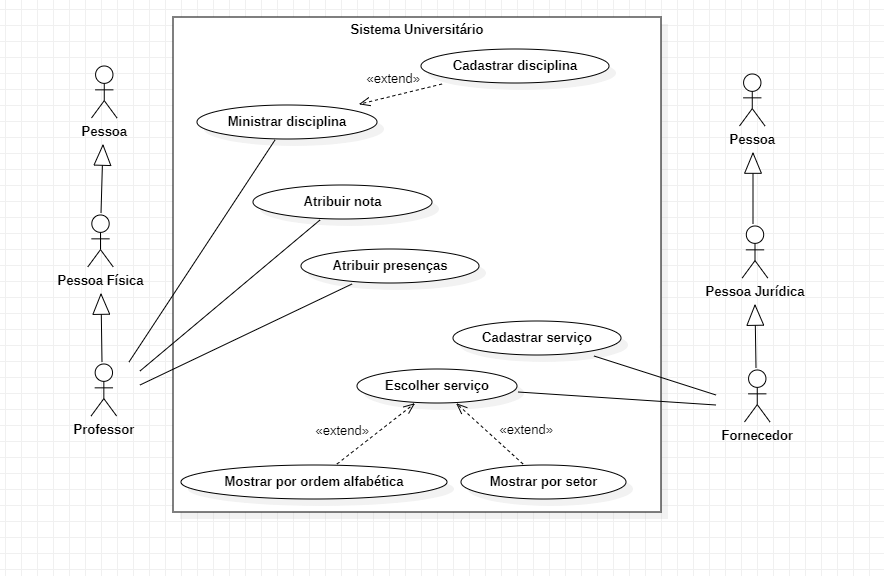 Sistema Universitário
Cadastrar disciplina
«extend»
Ministrar disciplina
Pessoa
Pessoa
Atribuir nota
Atribuir presenças
Pessoa Física
Pessoa Jurídica
Cadastrar serviço
Escolher serviço
Professor
«extend»
«extend»
Fornecedor
Mostrar por ordem alfabética
Mostrar por setor